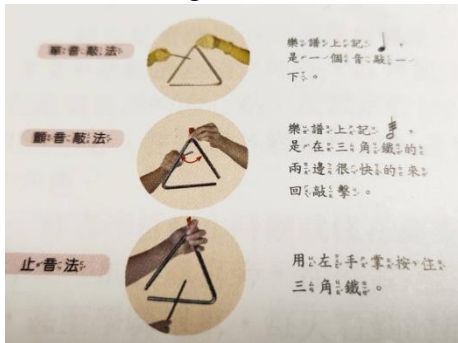 單音敲法
樂譜上記♩，
是一個音敲一
下。
顫音敲法
樂譜上記，
是在三角鐵的
兩邊很快的來
回敲擊。
止音法
用左手掌按住
三角鐵。